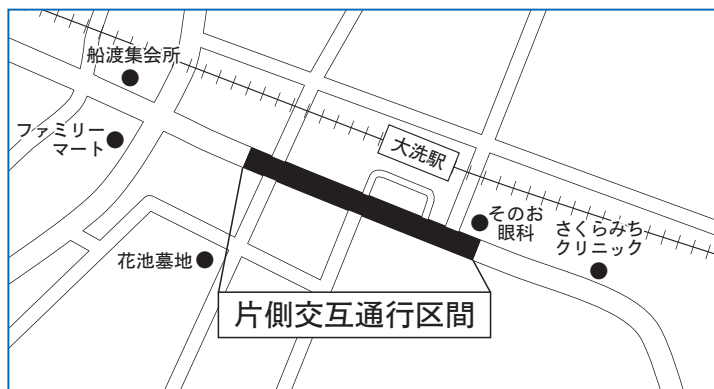 船渡集会所
ファミリー
マート
大洗駅
そのお
眼科
さくらみち
クリニック
花池墓地
片側交互通行区間